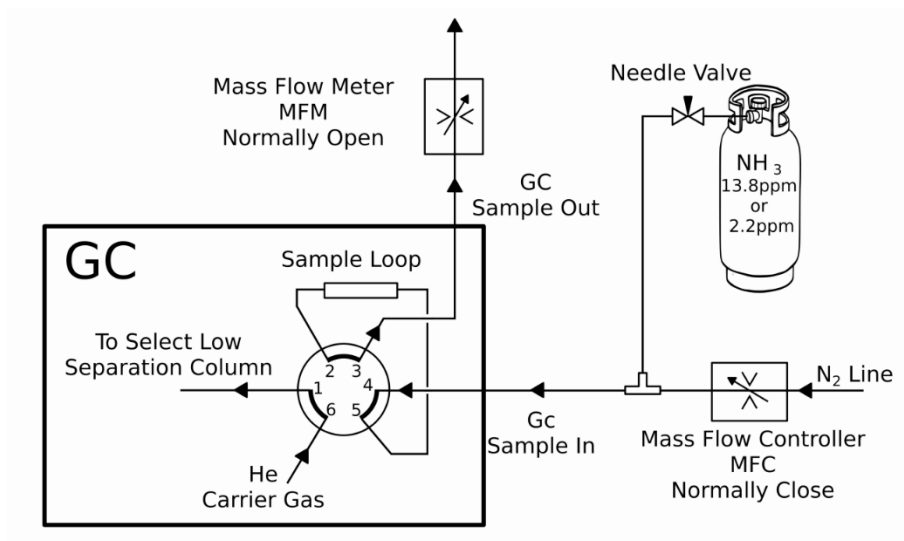 Mass Flow Meter
MFM
Normally Open
Needle Valve
NH3
13.8ppm
or
2.2ppm
GC
Sample Out
GC
Sample Loop
To Select Low
Separation Column
2 3
1 4
6 5
N2 Line
Gc
Sample In
Mass Flow Controller
MFC
Normally Close
He
Carrier Gas